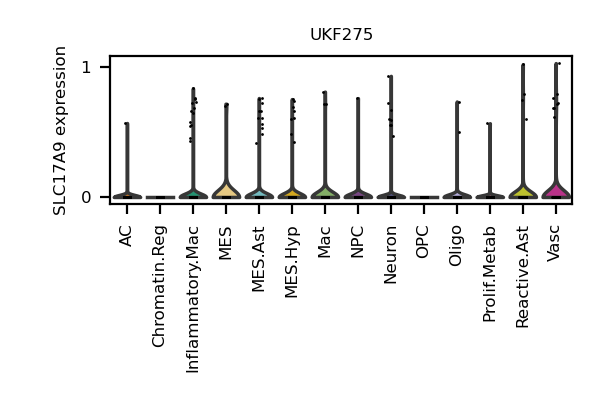 UKF275
SLC17A9 expression
1
0
AC
Chromatin.Reg
Inflammatory.Mac
MES
MES.Ast
MES.Hyp
Mac
NPC
Neuron
OPC
Oligo
Prolif.Metab
Reactive.Ast
Vasc